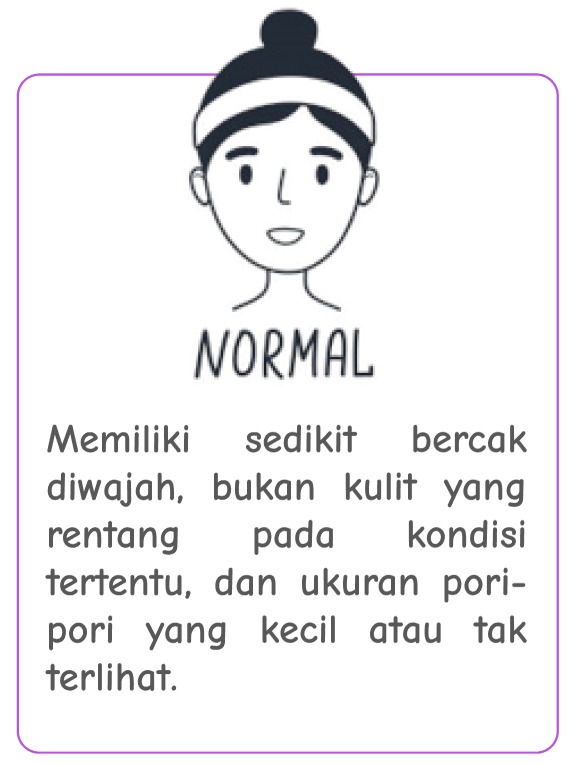 NORMAL
Memiliki sedikit bercak
diwajah, bukan kulit yang
rentang pada kondisi
tertentu, dan ukuran pori-
pori yang kecil atau tak
terlihat.